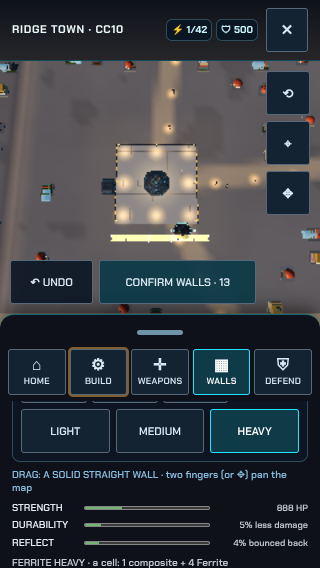 RIDGE TOWN · CC10
⚡ 1/42
🛡 500
✕
↶ UNDO
CONFIRM WALLS · 13
HOME
BUILD
WEAPONS
WALLS
DEFEND
LIGHT
MEDIUM
HEAVY
DRAG: A SOLID STRAIGHT WALL · two fingers (or ✥) pan the
map
STRENGTH 888 HP
DURABILITY 5% less damage
REFLECT 4% bounced back
FERRITE HEAVY · a cell: 1 composite + 4 Ferrite